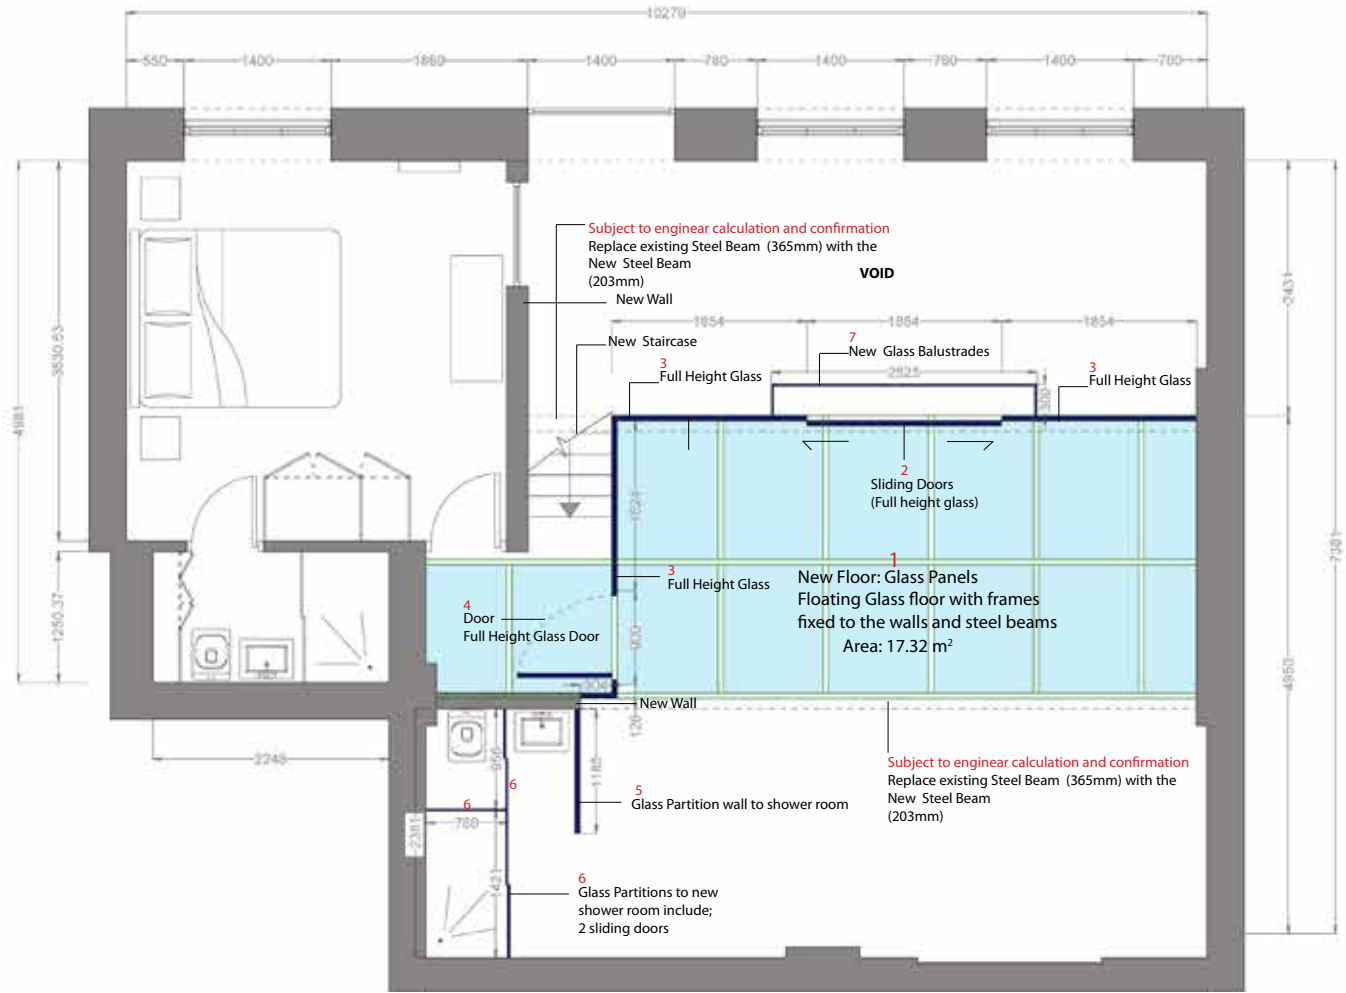 10279
550
1400
1860
1400
780
1400
780
1400
700
Subject to enginear calculation and confirmation
Replace existing Steel Beam (365mm) with the
New Steel Beam
(203mm)
VOID
New Wall
2431
3630.63
4981
1854
1854
1854
New Staircase
7
New Glass Balustrades
2525
300
3
Full Height Glass
3
Full Height Glass
2
Sliding Doors
(Full height glass)
1624
7381
1
New Floor: Glass Panels
Floating Glass floor with frames
fixed to the walls and steel beams
Area: 17.32 m²
3
Full Height Glass
4
Door
Full Height Glass Door
900
1250.37
4950
New Wall
2248
956
1185
Subject to enginear calculation and confirmation
Replace existing Steel Beam (365mm) with the
New Steel Beam
(203mm)
6
5
Glass Partition wall to shower room
6
780
2381
1421
6
Glass Partitions to new
shower room include;
2 sliding doors